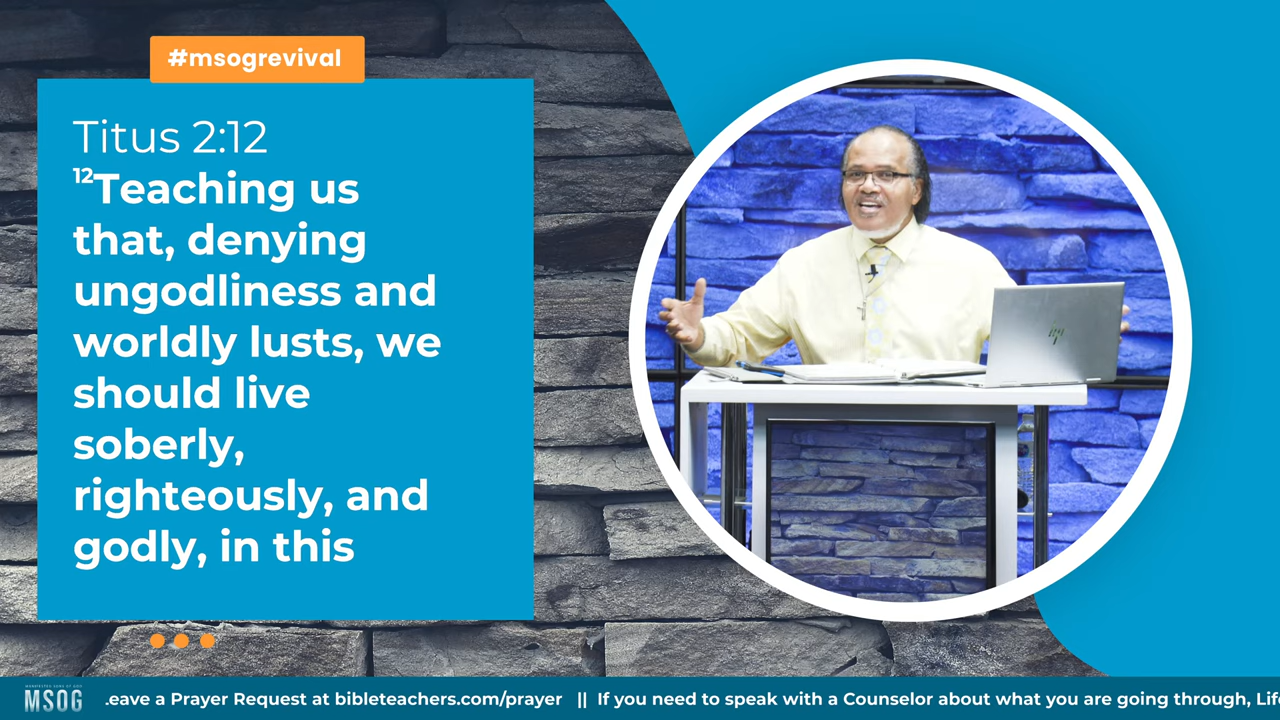 #msogrevival
Titus 2:12
12Teaching us
that, denying
ungodliness and
worldly lusts, we
should live
soberly,
righteously, and
godly, in this
MSOG
eave a Prayer Request at bibleteachers.com/prayer || If you need to speak with a Counselor about what you are going through, Lif